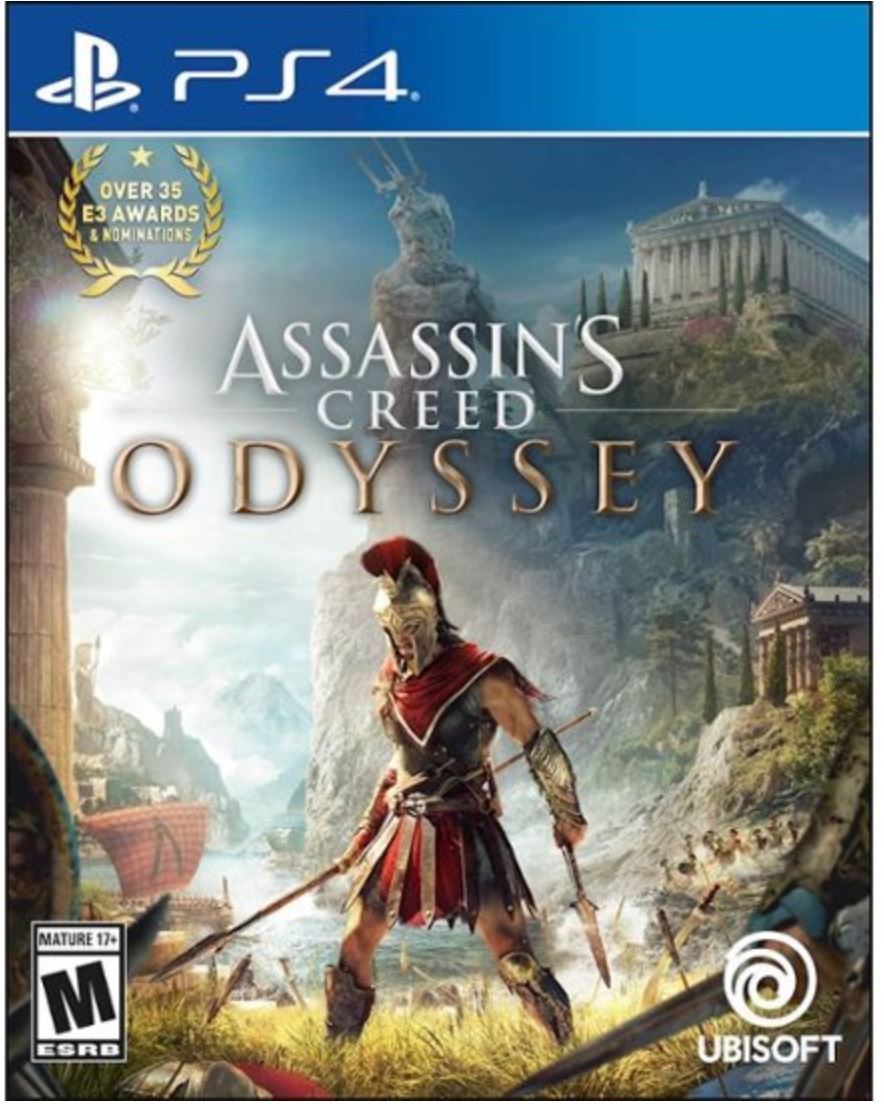 PS4
OVER 35
E3 AWARDS
& NOMINATIONS
ASSASSIN'S
CREED
ODYSSEY
MATURE 17+
M
ESRB
UBISOFT